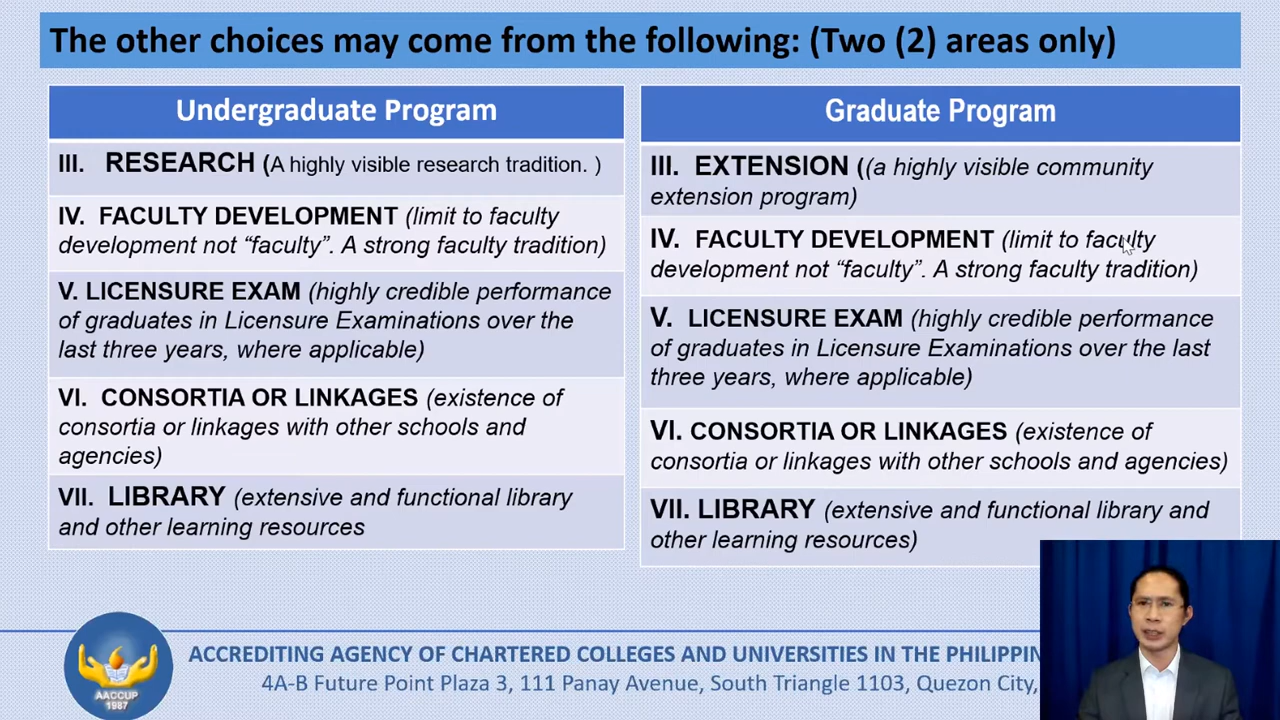 The other choices may come from the following: (Two (2) areas only)
Undergraduate Program
III. RESEARCH (A highly visible research tradition. )
IV. FACULTY DEVELOPMENT (limit to faculty
development not “faculty”. A strong faculty tradition)
V. LICENSURE EXAM (highly credible performance
of graduates in Licensure Examinations over the
last three years, where applicable)
VI. CONSORTIA OR LINKAGES (existence of
consortia or linkages with other schools and
agencies)
VII. LIBRARY (extensive and functional library
and other learning resources
Graduate Program
III. EXTENSION ((a highly visible community
extension program)
IV. FACULTY DEVELOPMENT (limit to faculty
development not “faculty”. A strong faculty tradition)
V. LICENSURE EXAM (highly credible performance
of graduates in Licensure Examinations over the last
three years, where applicable)
VI. CONSORTIA OR LINKAGES (existence of
consortia or linkages with other schools and agencies)
VII. LIBRARY (extensive and functional library and
other learning resources)
AACCUP
1987
ACCREDITING AGENCY OF CHARTERED COLLEGES AND UNIVERSITIES IN THE PHILIPPIN
4A-B Future Point Plaza 3, 111 Panay Avenue, South Triangle 1103, Quezon City,